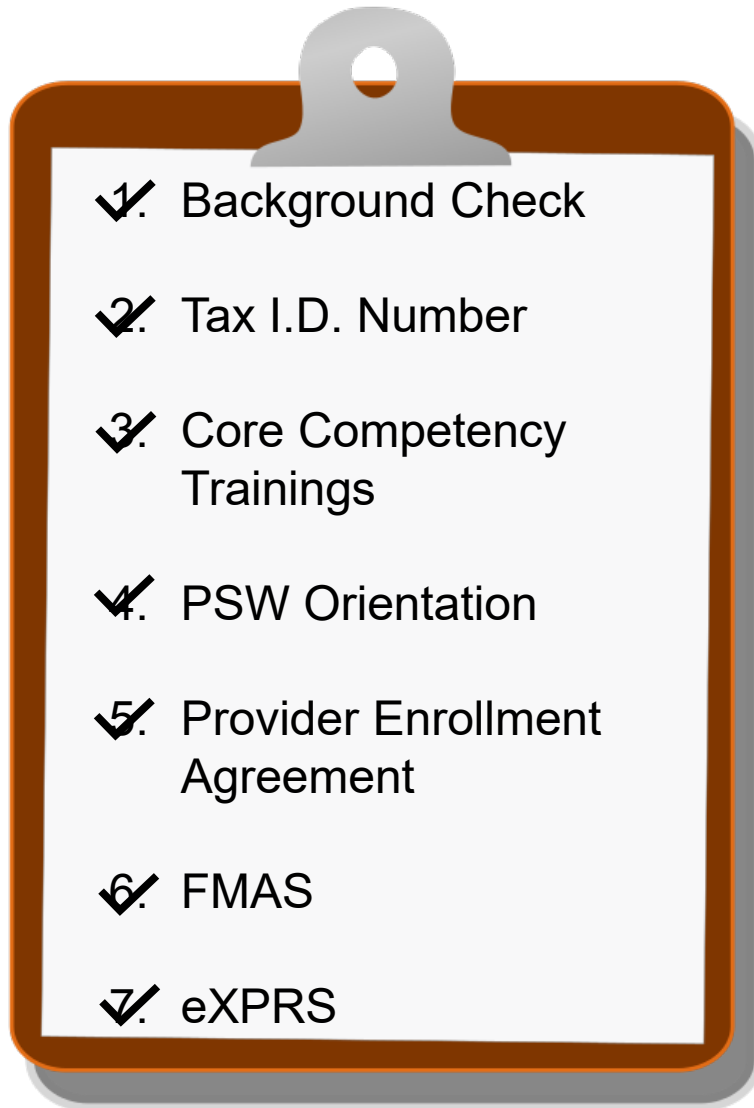 1. Background Check
2. Tax I.D. Number
3. Core Competency
Trainings
4. PSW Orientation
5. Provider Enrollment
Agreement
6. FMAS
7. eXPRS